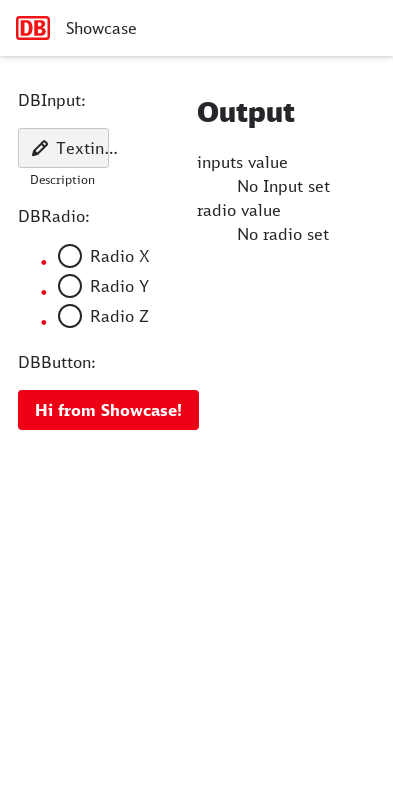 DB Showcase
DBInput:
Textin...
Description
DBRadio:
Radio X
Radio Y
Radio Z
DBButton:
Hi from Showcase!
Output
inputs value
No Input set
radio value
No radio set